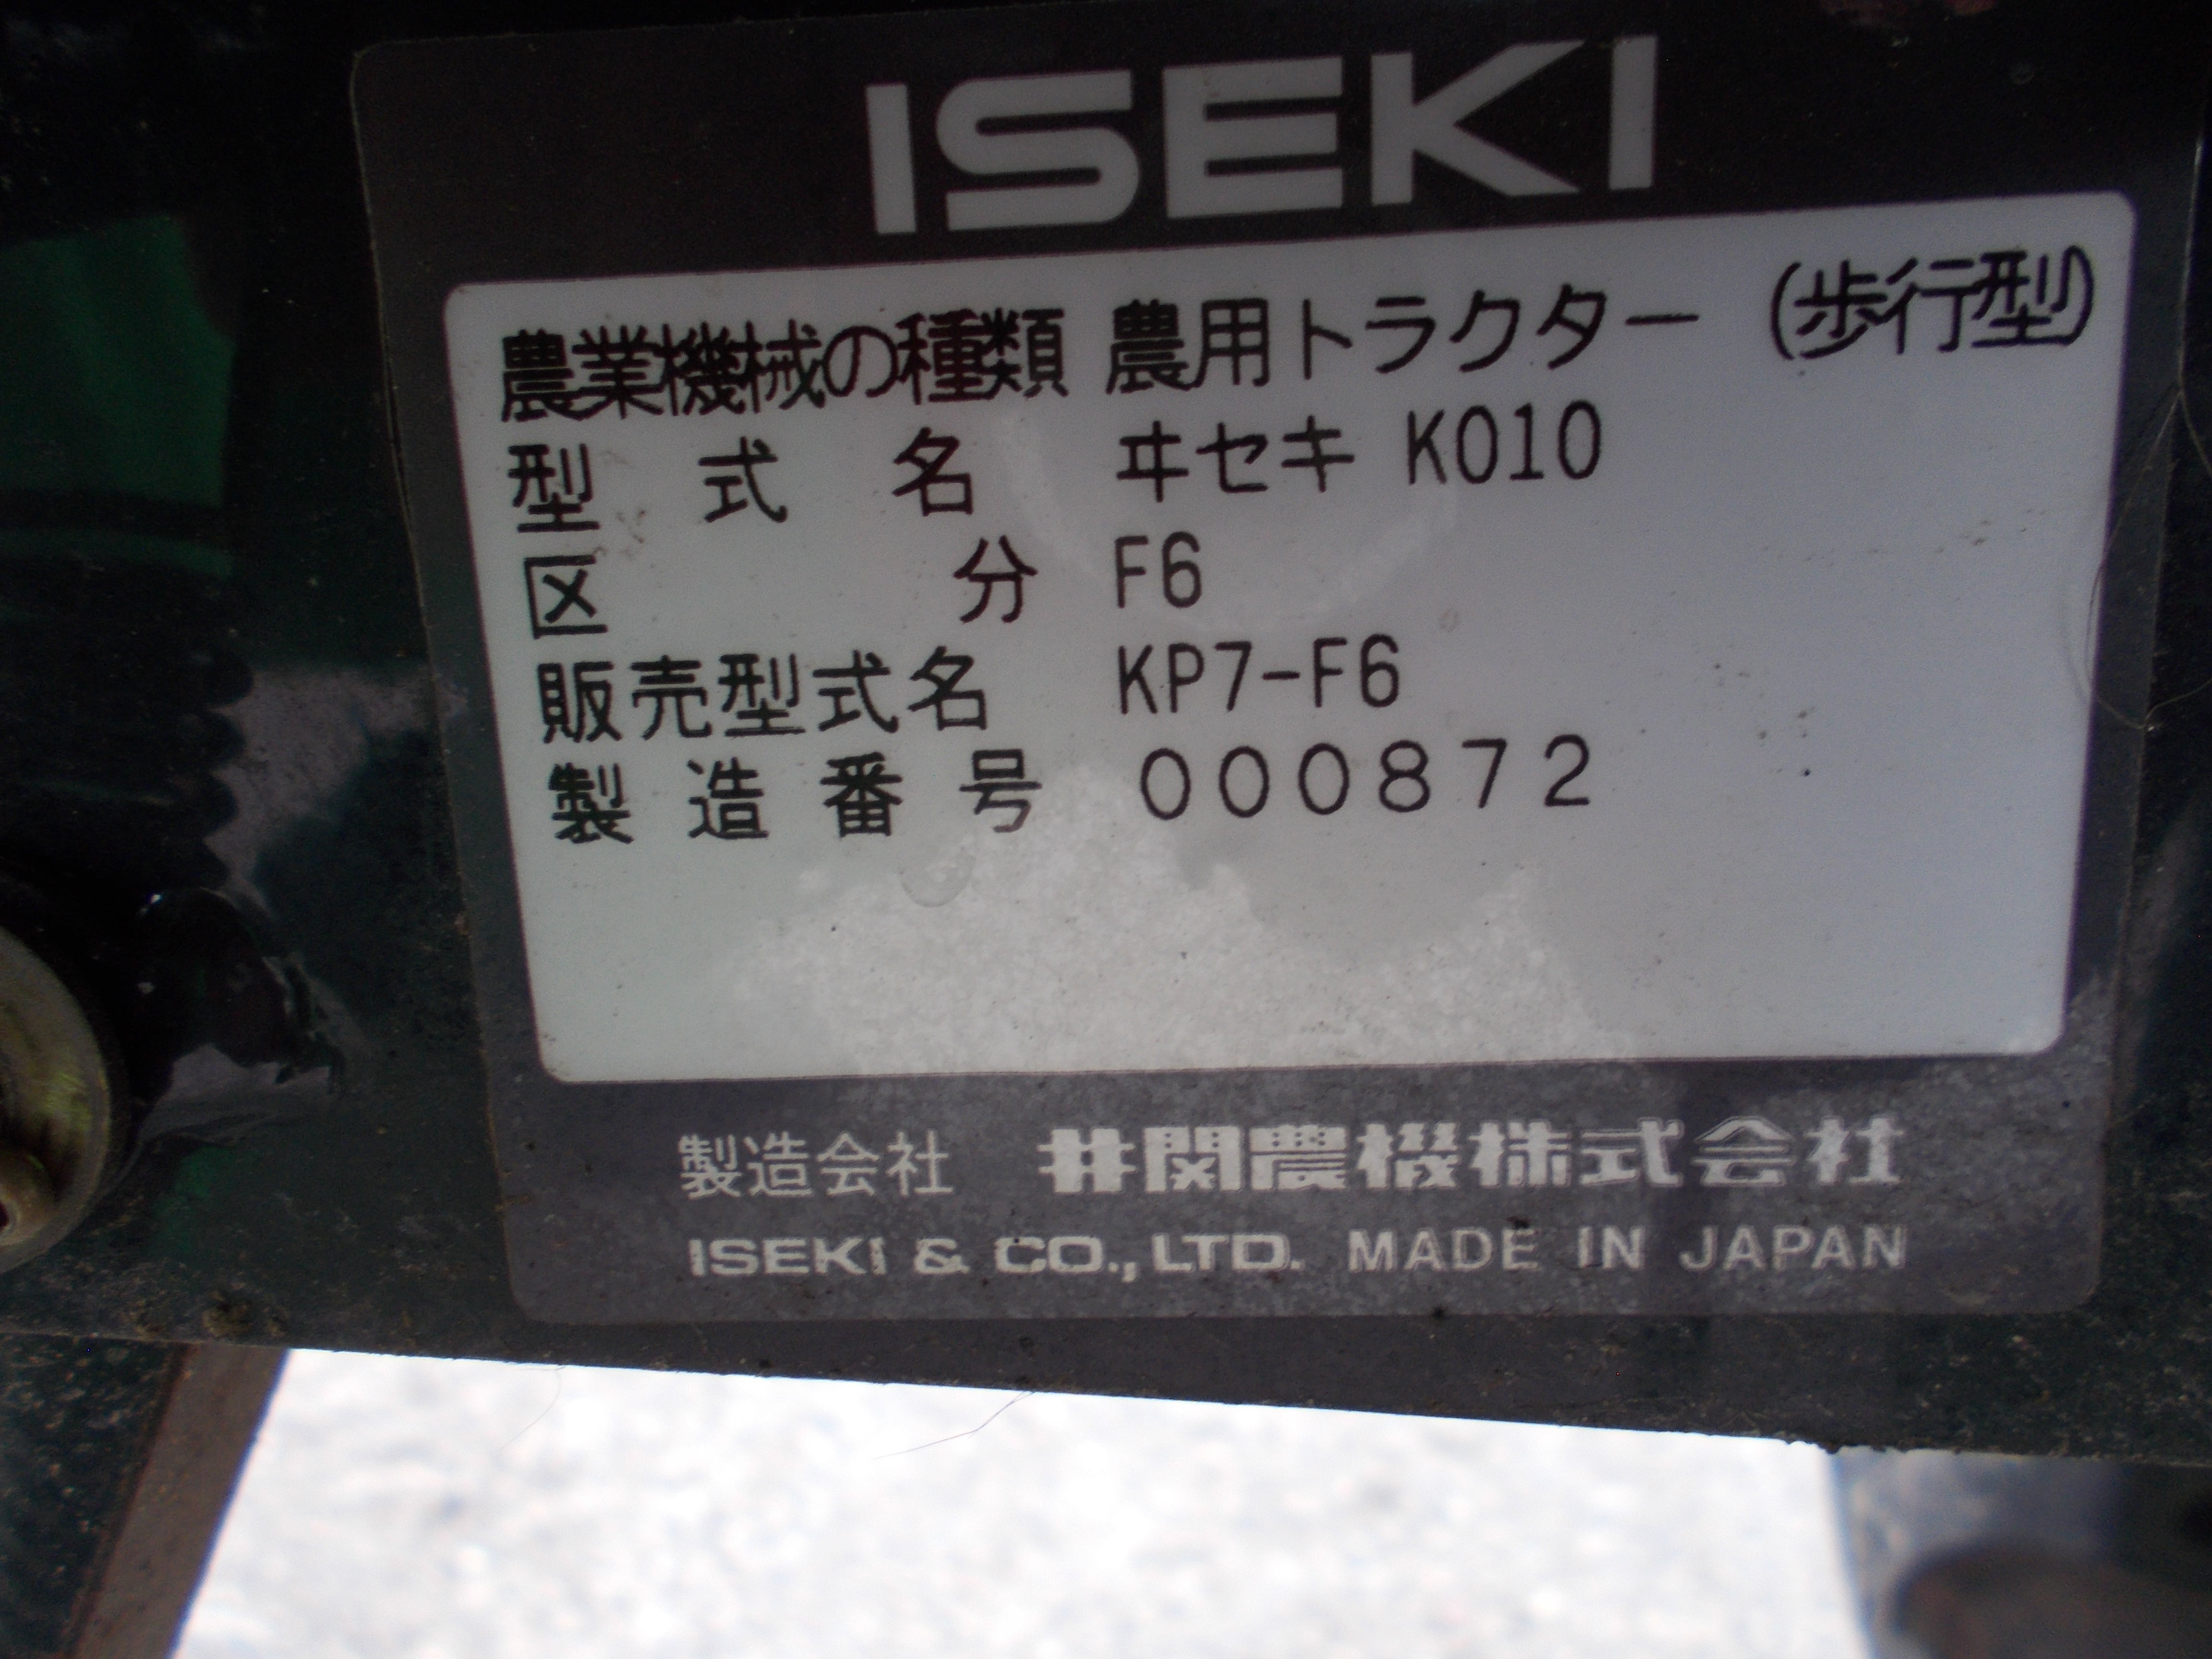 ISEKI
農業機械の種類 農用トラクター (歩行型)
型式名 ヰセキ K010
区分 F6
販売型式名 KP7-F6
製造番号 000872
製造会社 井関農機株式会社
ISEKI & CO., LTD. MADE IN JAPAN